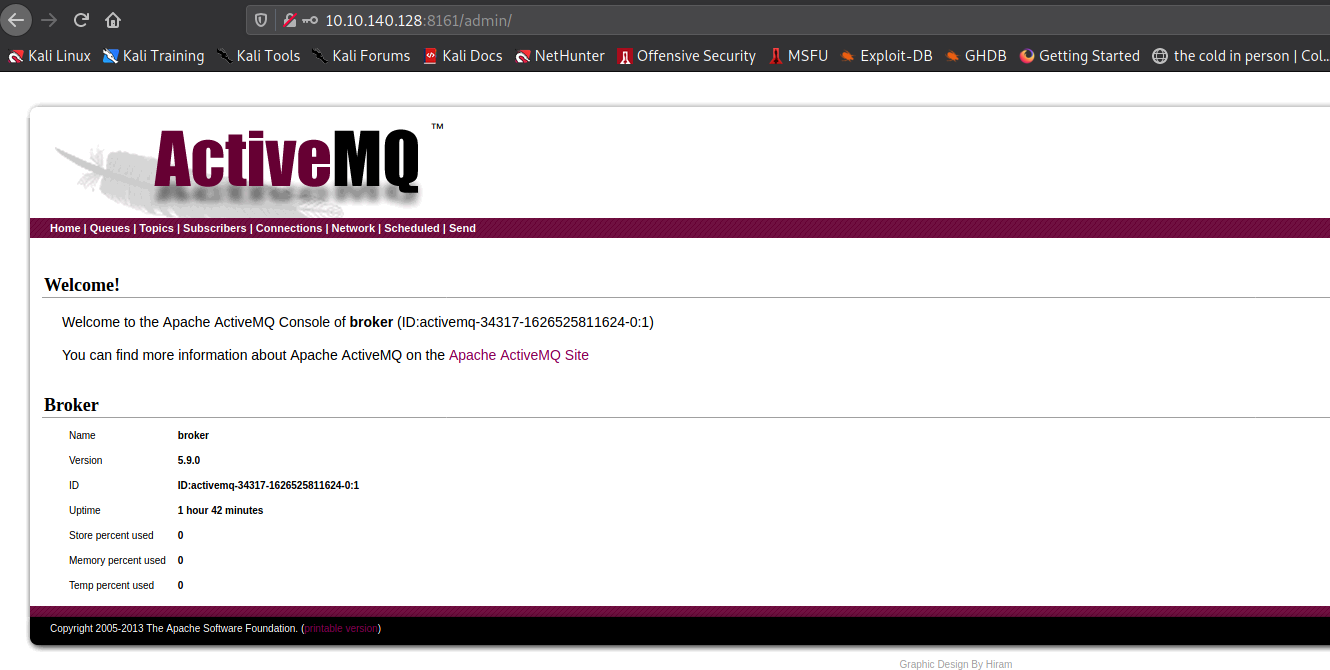 10.10.140.128:8161/admin/
Kali Linux Kali Training Kali Tools Kali Forums Kali Docs NetHunter Offensive Security MSFU Exploit-DB GHDB Getting Started the cold in person | Col...
ActiveMQ ™
Home | Queues | Topics | Subscribers | Connections | Network | Scheduled | Send
Welcome!
Welcome to the Apache ActiveMQ Console of broker (ID:activemq-34317-1626525811624-0:1)
You can find more information about Apache ActiveMQ on the Apache ActiveMQ Site
Broker
Name broker
Version 5.9.0
ID ID:activemq-34317-1626525811624-0:1
Uptime 1 hour 42 minutes
Store percent used 0
Memory percent used 0
Temp percent used 0
Copyright 2005-2013 The Apache Software Foundation. (printable version)
Graphic Design By Hiram